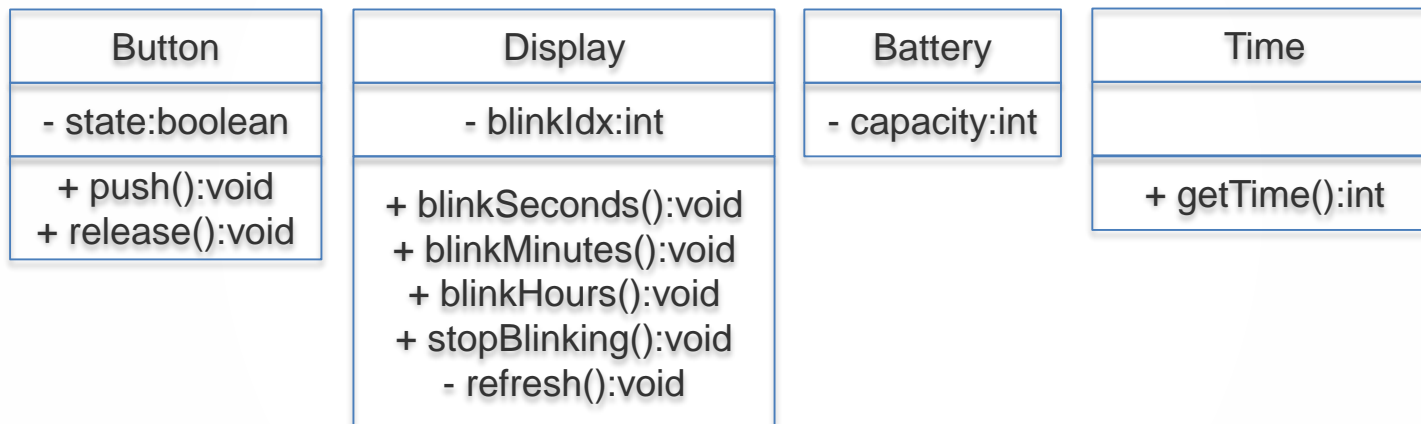 Button
- state:boolean
+ push():void
+ release():void
Display
- blinkIdx:int
+ blinkSeconds():void
+ blinkMinutes():void
+ blinkHours():void
+ stopBlinking():void
- refresh():void
Battery
- capacity:int
Time
+ getTime():int